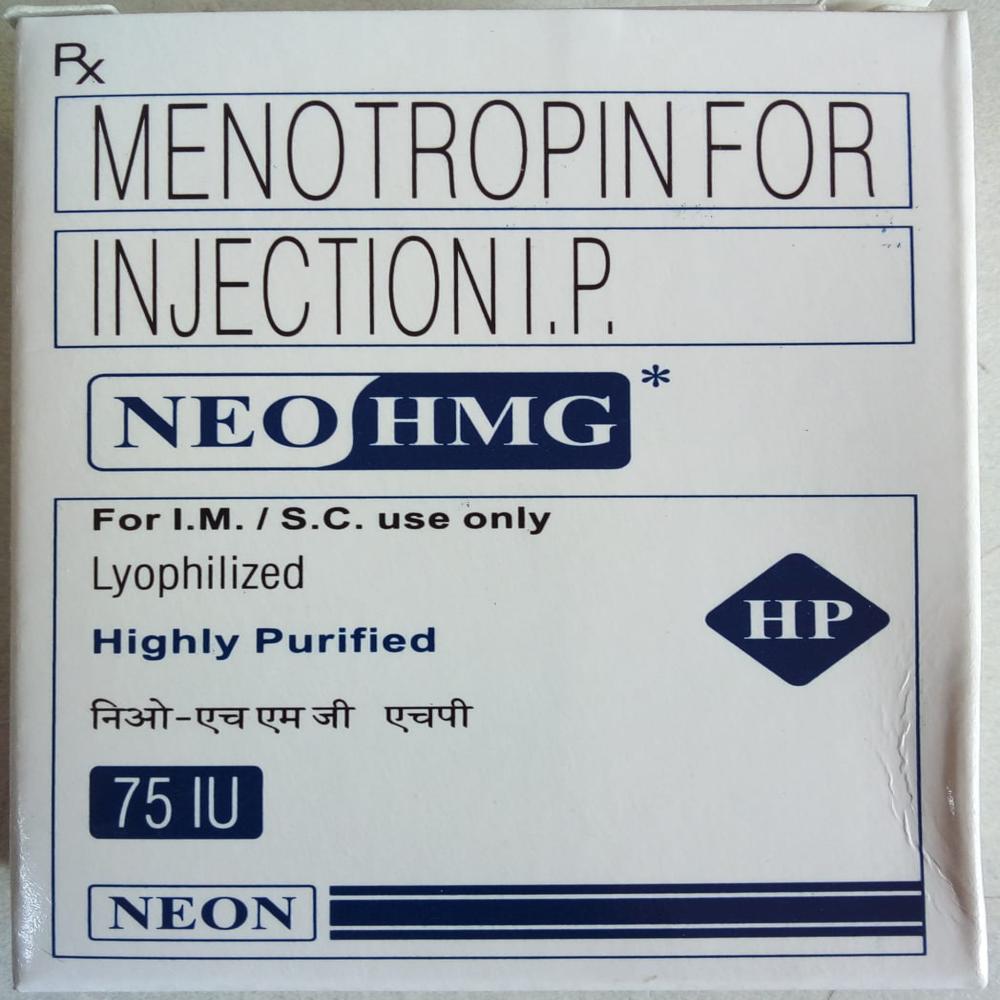 Rx
MENOTROPIN FOR
INJECTION I.P.
NEO HMG*
For I.M. / S.C. use only
Lyophilized
Highly Purified
HP
निओ-एच एम जी एचपी
75 IU
NEON